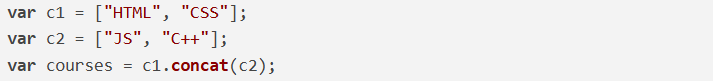 var c1 = ["HTML", "CSS"];
var c2 = ["JS", "C++"];
var courses = c1.concat(c2);